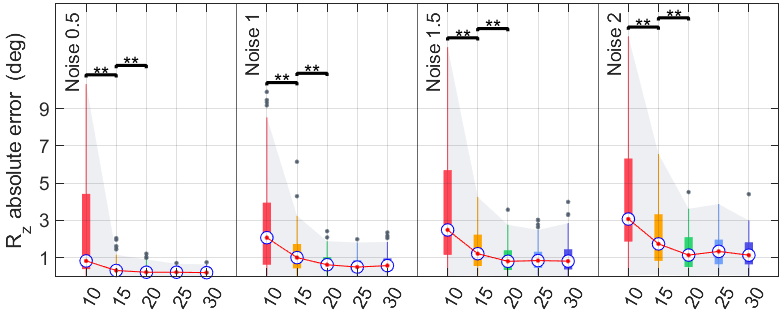 Noise 0.5
Noise 1
Noise 1.5
Noise 2
** ** ** ** ** ** ** **
R_z absolute error (deg)
9
7
5
3
1
10 15 20 25 30 10 15 20 25 30 10 15 20 25 30 10 15 20 25 30